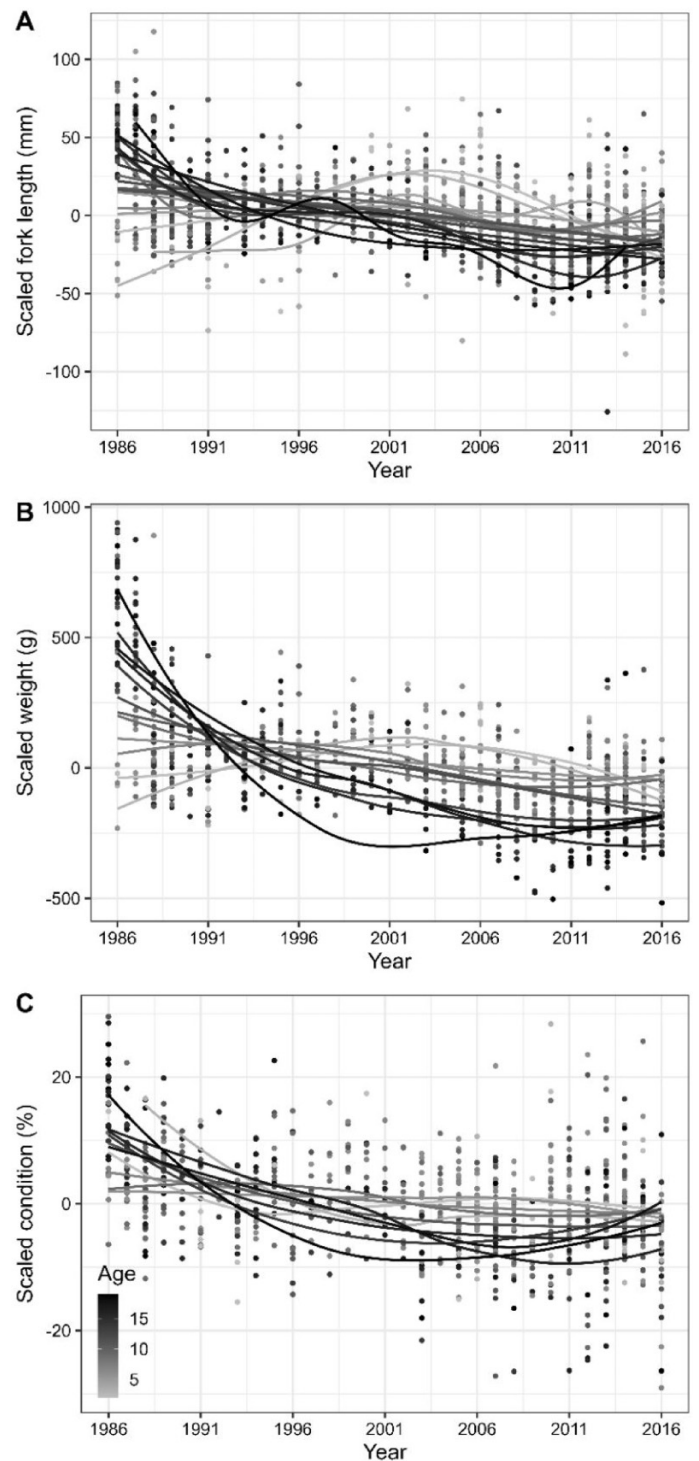 A
Scaled fork length (mm)
100
50
0
-50
-100
1986 1991 1996 2001 2006 2011 2016
Year
B
Scaled weight (g)
1000
500
0
-500
1986 1991 1996 2001 2006 2011 2016
Year
C
Scaled condition (%)
20
0
-20
Age
15
10
5
1986 1991 1996 2001 2006 2011 2016
Year